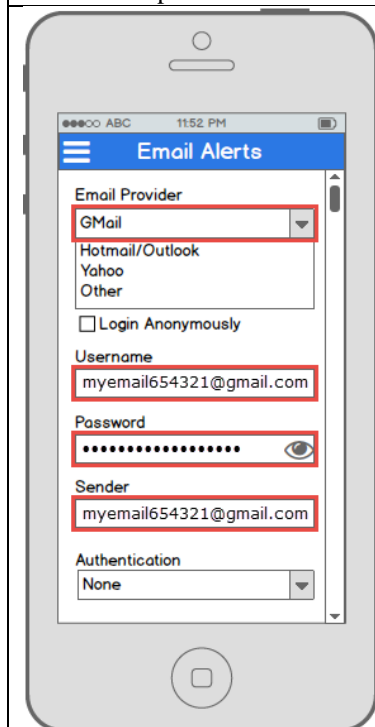 ABC 11:52 PM
Email Alerts
Email Provider
GMail
Hotmail/Outlook
Yahoo
Other
Login Anonymously
Username
myemail654321@gmail.com
Password
••••••••••••••••••
Sender
myemail654321@gmail.com
Authentication
None